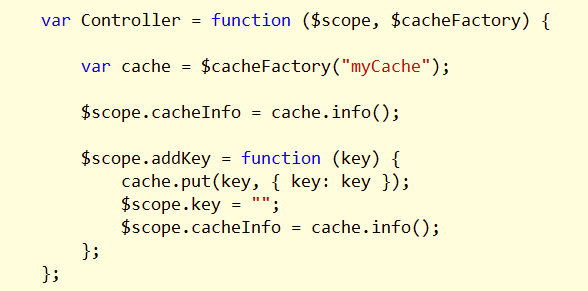 var Controller = function ($scope, $cacheFactory) {
var cache = $cacheFactory("myCache");
$scope.cacheInfo = cache.info();
$scope.addKey = function (key) {
cache.put(key, { key: key });
$scope.key = "";
$scope.cacheInfo = cache.info();
};
};